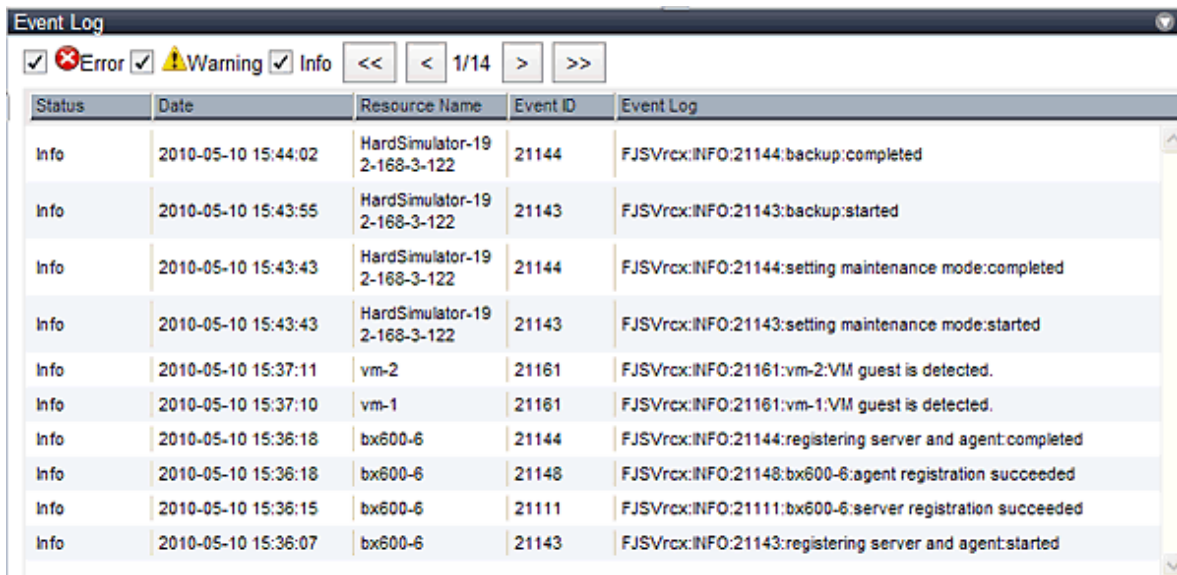 Event Log
Error Warning Info << < 1/14 > >>
Status Date Resource Name Event ID Event Log
Info 2010-05-10 15:44:02 HardSimulator-19 21144 FJSVrcx:INFO:21144:backup:completed
2-168-3-122
Info 2010-05-10 15:43:55 HardSimulator-19 21143 FJSVrcx:INFO:21143:backup:started
2-168-3-122
Info 2010-05-10 15:43:43 HardSimulator-19 21144 FJSVrcx:INFO:21144:setting maintenance mode:completed
2-168-3-122
Info 2010-05-10 15:43:43 HardSimulator-19 21143 FJSVrcx:INFO:21143:setting maintenance mode:started
2-168-3-122
Info 2010-05-10 15:37:11 vm-2 21161 FJSVrcx:INFO:21161:vm-2:VM guest is detected.
Info 2010-05-10 15:37:10 vm-1 21161 FJSVrcx:INFO:21161:vm-1:VM guest is detected.
Info 2010-05-10 15:36:18 bx600-6 21144 FJSVrcx:INFO:21144:registering server and agent:completed
Info 2010-05-10 15:36:18 bx600-6 21148 FJSVrcx:INFO:21148:bx600-6:agent registration succeeded
Info 2010-05-10 15:36:15 bx600-6 21111 FJSVrcx:INFO:21111:bx600-6:server registration succeeded
Info 2010-05-10 15:36:07 bx600-6 21143 FJSVrcx:INFO:21143:registering server and agent:started